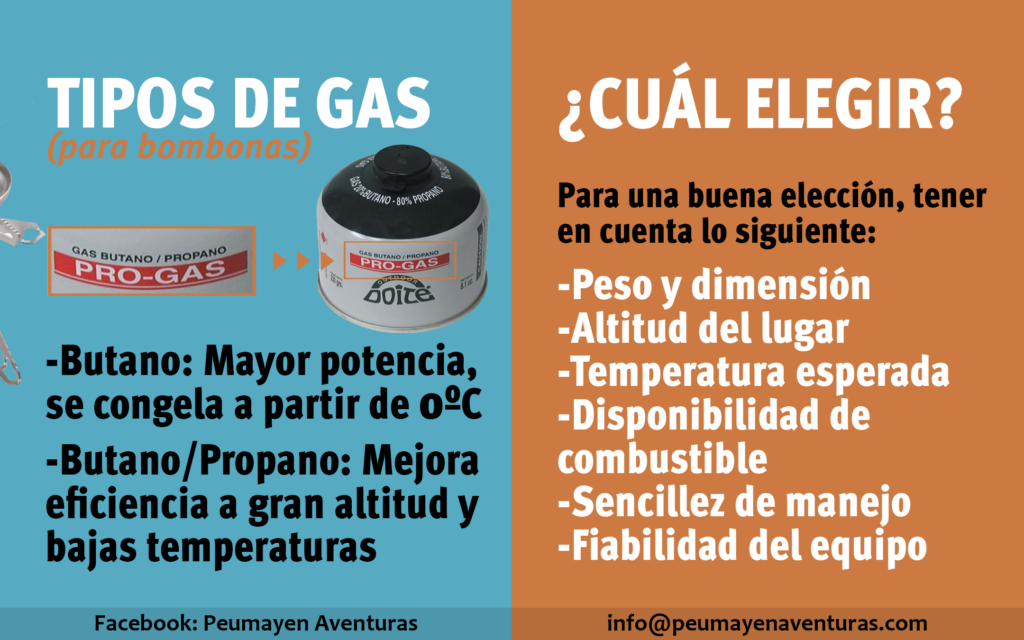 TIPOS DE GAS
(para bombonas)
GAS BUTANO / PROPANO
PRO-GAS
BUTANO - 80% PROPANO
GAS BUTANO / PROPANO
PRO-GAS
DOITE
-Butano: Mayor potencia,
se congela a partir de 0ºC
-Butano/Propano: Mejora
eficiencia a gran altitud y
bajas temperaturas
Facebook: Peumayen Aventuras
¿CUÁL ELEGIR?
Para una buena elección, tener
en cuenta lo siguiente:
-Peso y dimensión
-Altitud del lugar
-Temperatura esperada
-Disponibilidad de
combustible
-Sencillez de manejo
-Fiabilidad del equipo
info@peumayenaventuras.com